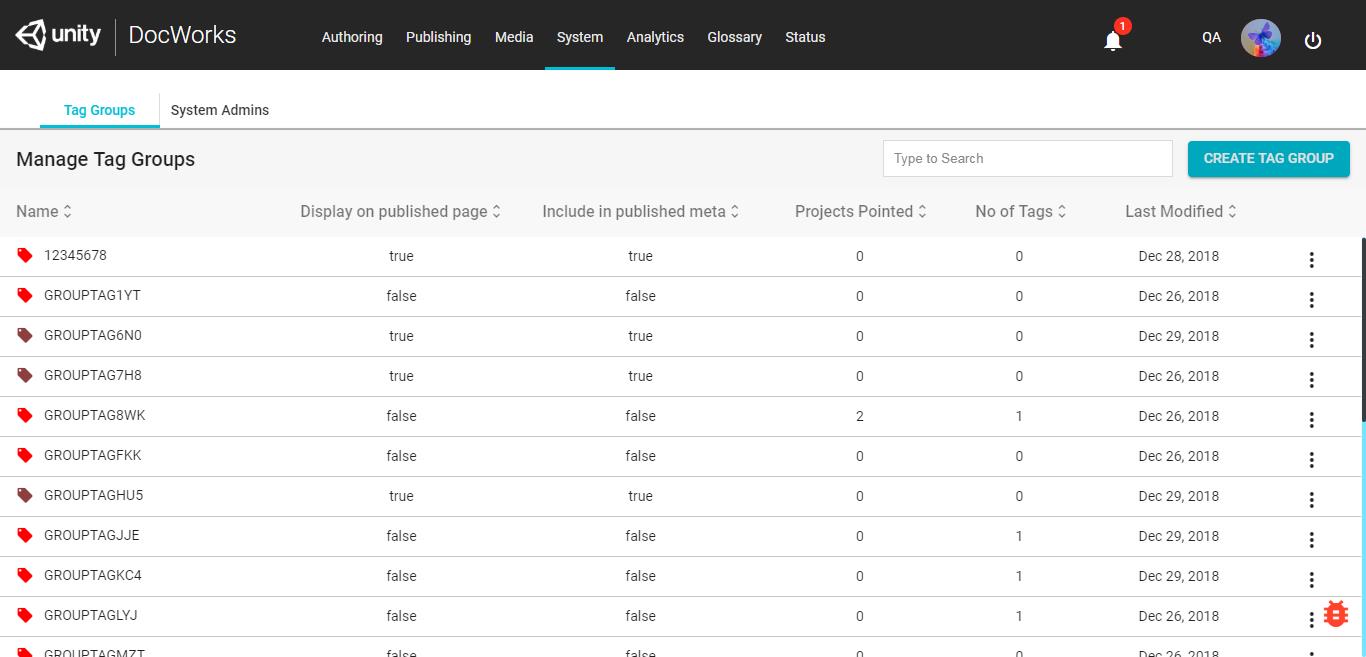 unity DocWorks Authoring Publishing Media System Analytics Glossary Status 1 QA
Tag Groups System Admins
Manage Tag Groups Type to Search CREATE TAG GROUP
Name Display on published page Include in published meta Projects Pointed No of Tags Last Modified
12345678 true true 0 0 Dec 28, 2018
GROUPTAG1YT false false 0 0 Dec 26, 2018
GROUPTAG6N0 true true 0 0 Dec 29, 2018
GROUPTAG7H8 true true 0 0 Dec 26, 2018
GROUPTAG8WK false false 2 1 Dec 26, 2018
GROUPTAGFKK false false 0 0 Dec 26, 2018
GROUPTAGHU5 true true 0 0 Dec 29, 2018
GROUPTAGJJE false false 0 1 Dec 29, 2018
GROUPTAGKC4 false false 0 1 Dec 29, 2018
GROUPTAGLYJ false false 0 1 Dec 26, 2018
GROUPTAGMZT false false 0 0 Dec 26, 2018